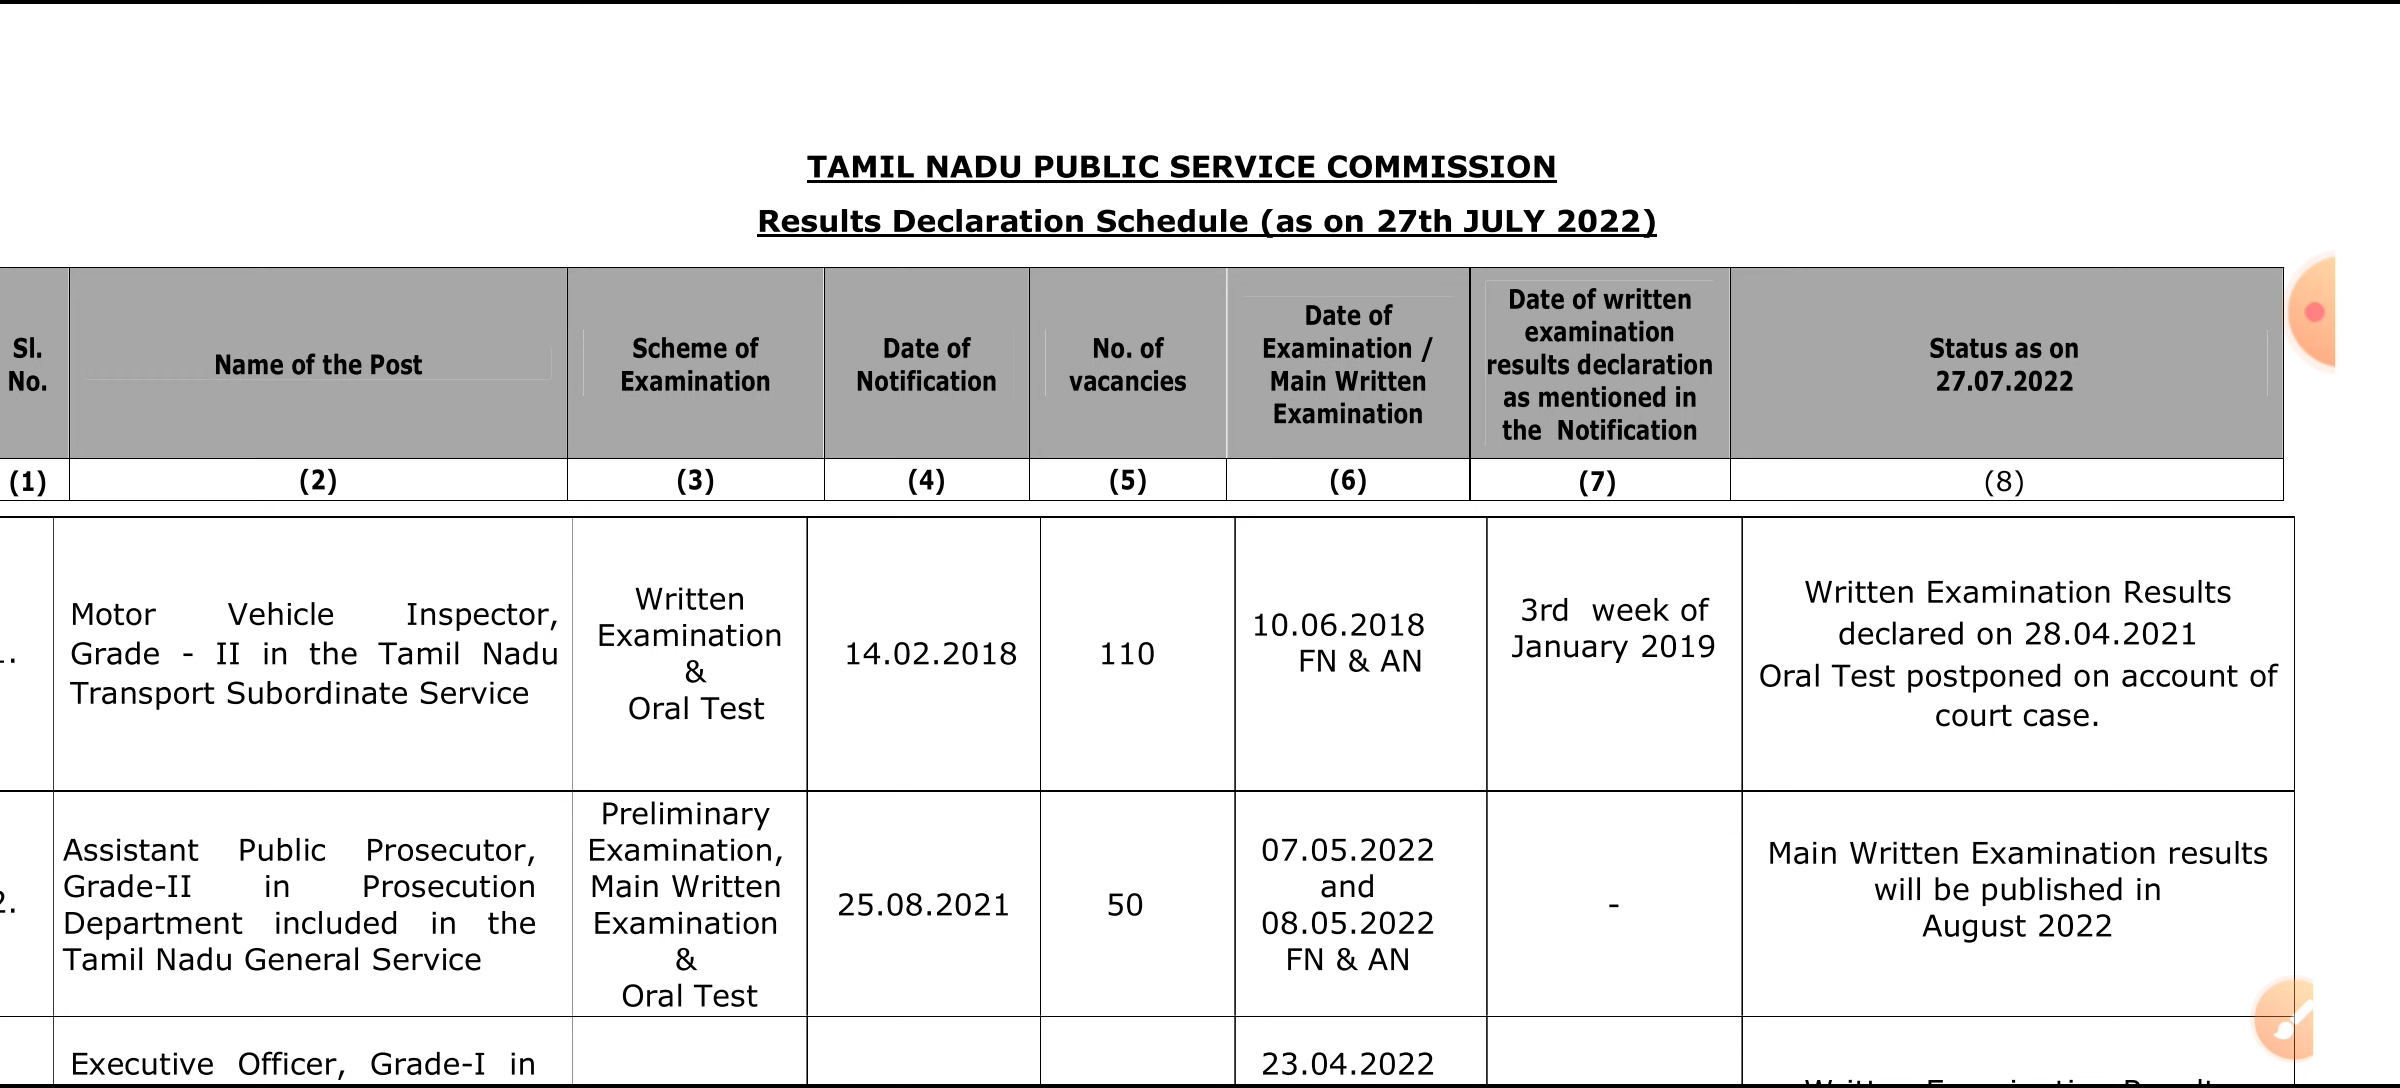 TAMIL NADU PUBLIC SERVICE COMMISSION
Results Declaration Schedule (as on 27th JULY 2022)
Sl.
No.
Name of the Post
Scheme of
Examination
Date of
Notification
No. of
vacancies
Date of
Examination /
Main Written
Examination
Date of written
examination
results declaration
as mentioned in
the Notification
Status as on
27.07.2022
(1)
(2)
(3)
(4)
(5)
(6)
(7)
(8)
Motor Vehicle Inspector,
Grade - II in the Tamil Nadu
Transport Subordinate Service
Written
Examination
&
Oral Test
14.02.2018
110
10.06.2018
FN & AN
3rd week of
January 2019
Written Examination Results
declared on 28.04.2021
Oral Test postponed on account of
court case.
2.
Assistant Public Prosecutor,
Grade-II in Prosecution
Department included in the
Tamil Nadu General Service
Preliminary
Examination,
Main Written
Examination
&
Oral Test
25.08.2021
50
07.05.2022
and
08.05.2022
FN & AN
-
Main Written Examination results
will be published in
August 2022
Executive Officer, Grade-I in
23.04.2022